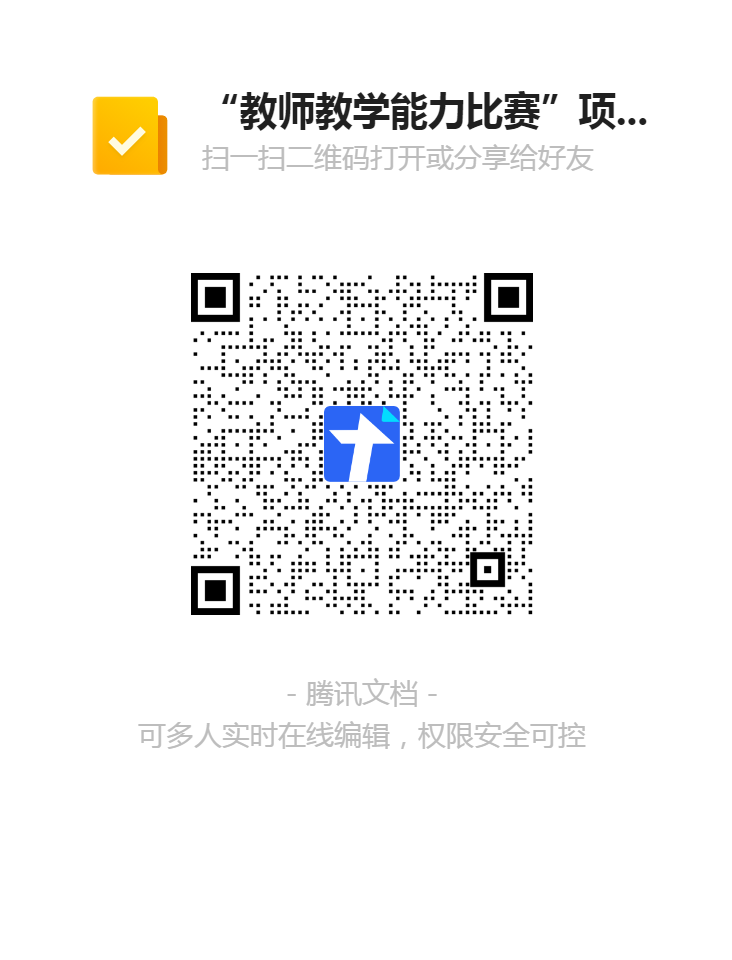 “教师教学能力比赛”项...
扫一扫二维码打开或分享给好友
- 腾讯文档 -
可多人实时在线编辑，权限安全可控